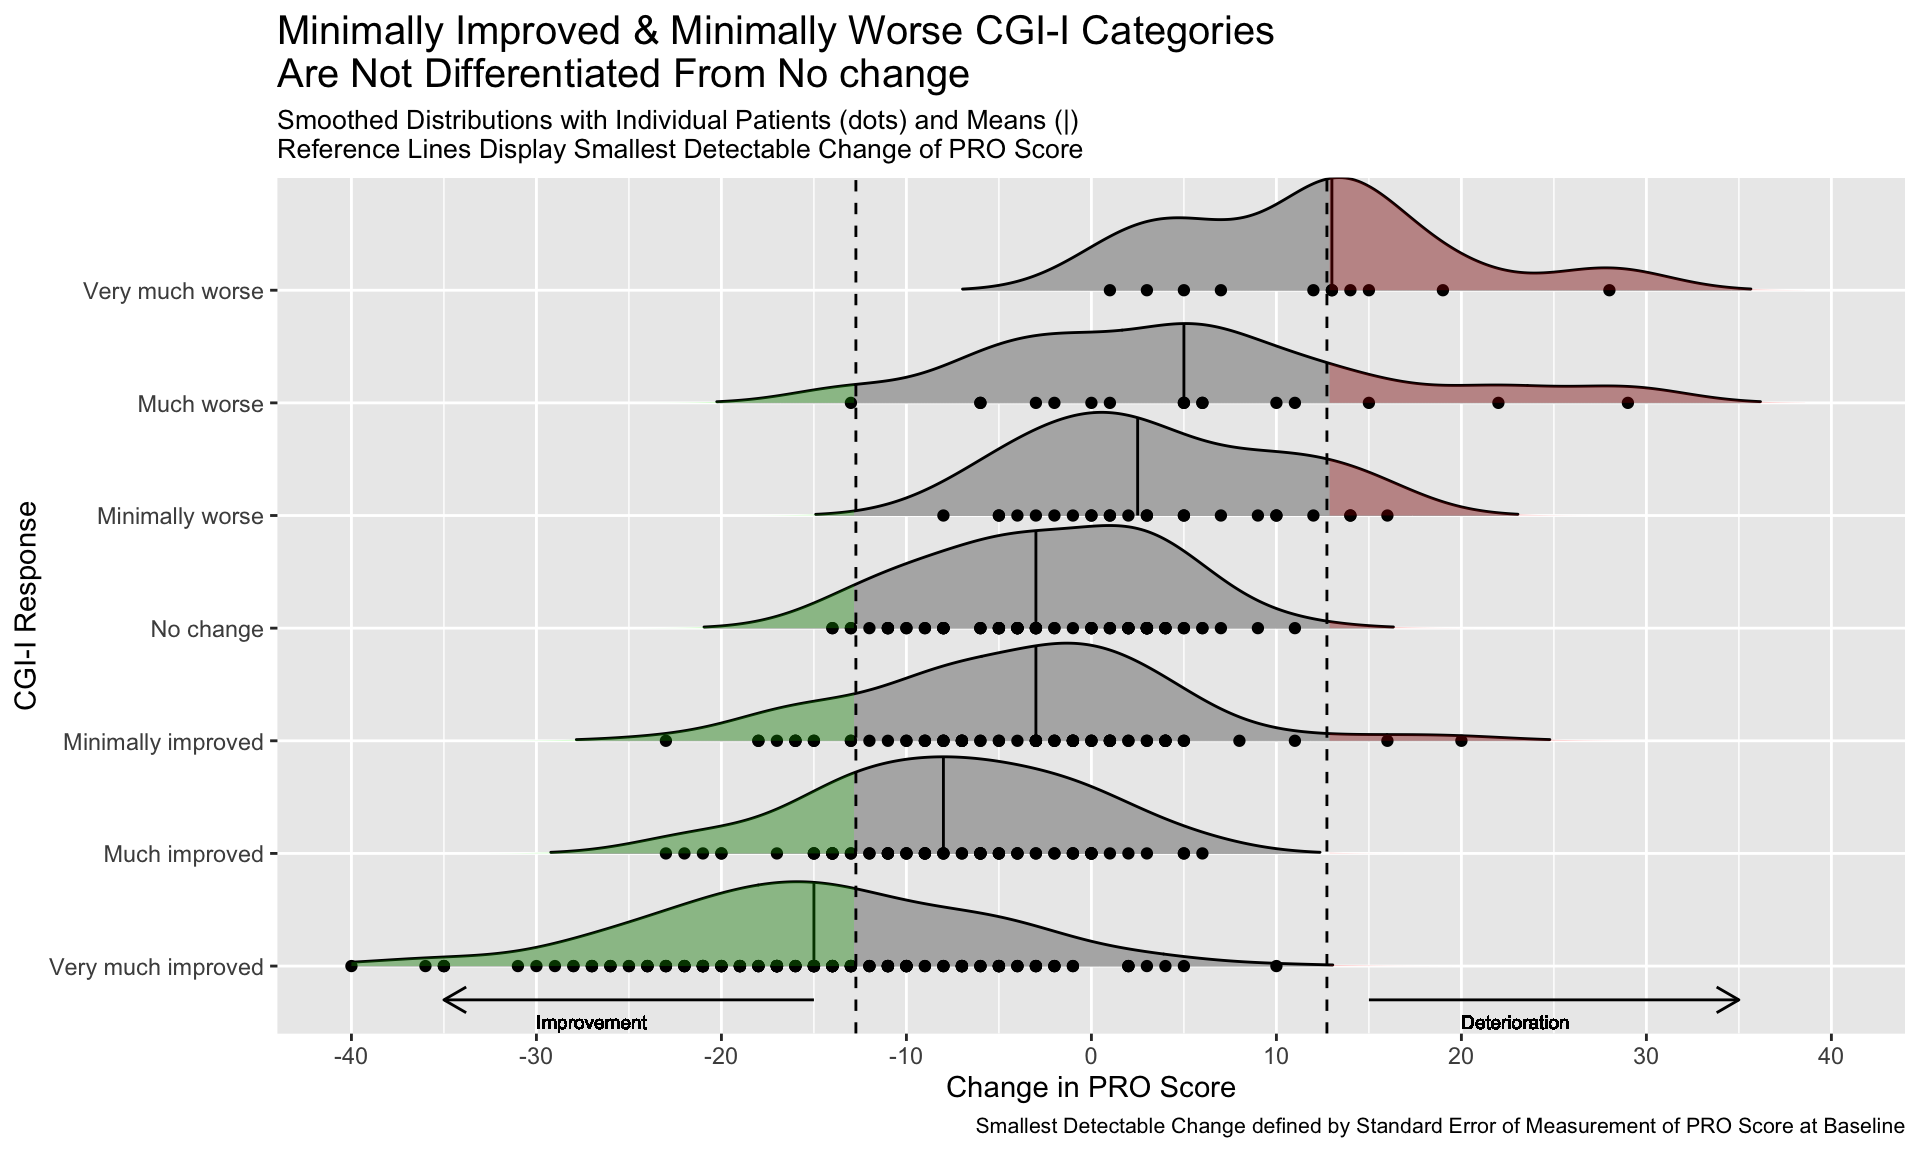 Minimally Improved & Minimally Worse CGI-I Categories
Are Not Differentiated From No change
Smoothed Distributions with Individual Patients (dots) and Means (|)
Reference Lines Display Smallest Detectable Change of PRO Score
CGI-I Response
Very much worse
Much worse
Minimally worse
No change
Minimally improved
Much improved
Very much improved
Improvement
Deterioration
-40 -30 -20 -10 0 10 20 30 40
Change in PRO Score
Smallest Detectable Change defined by Standard Error of Measurement of PRO Score at Baseline